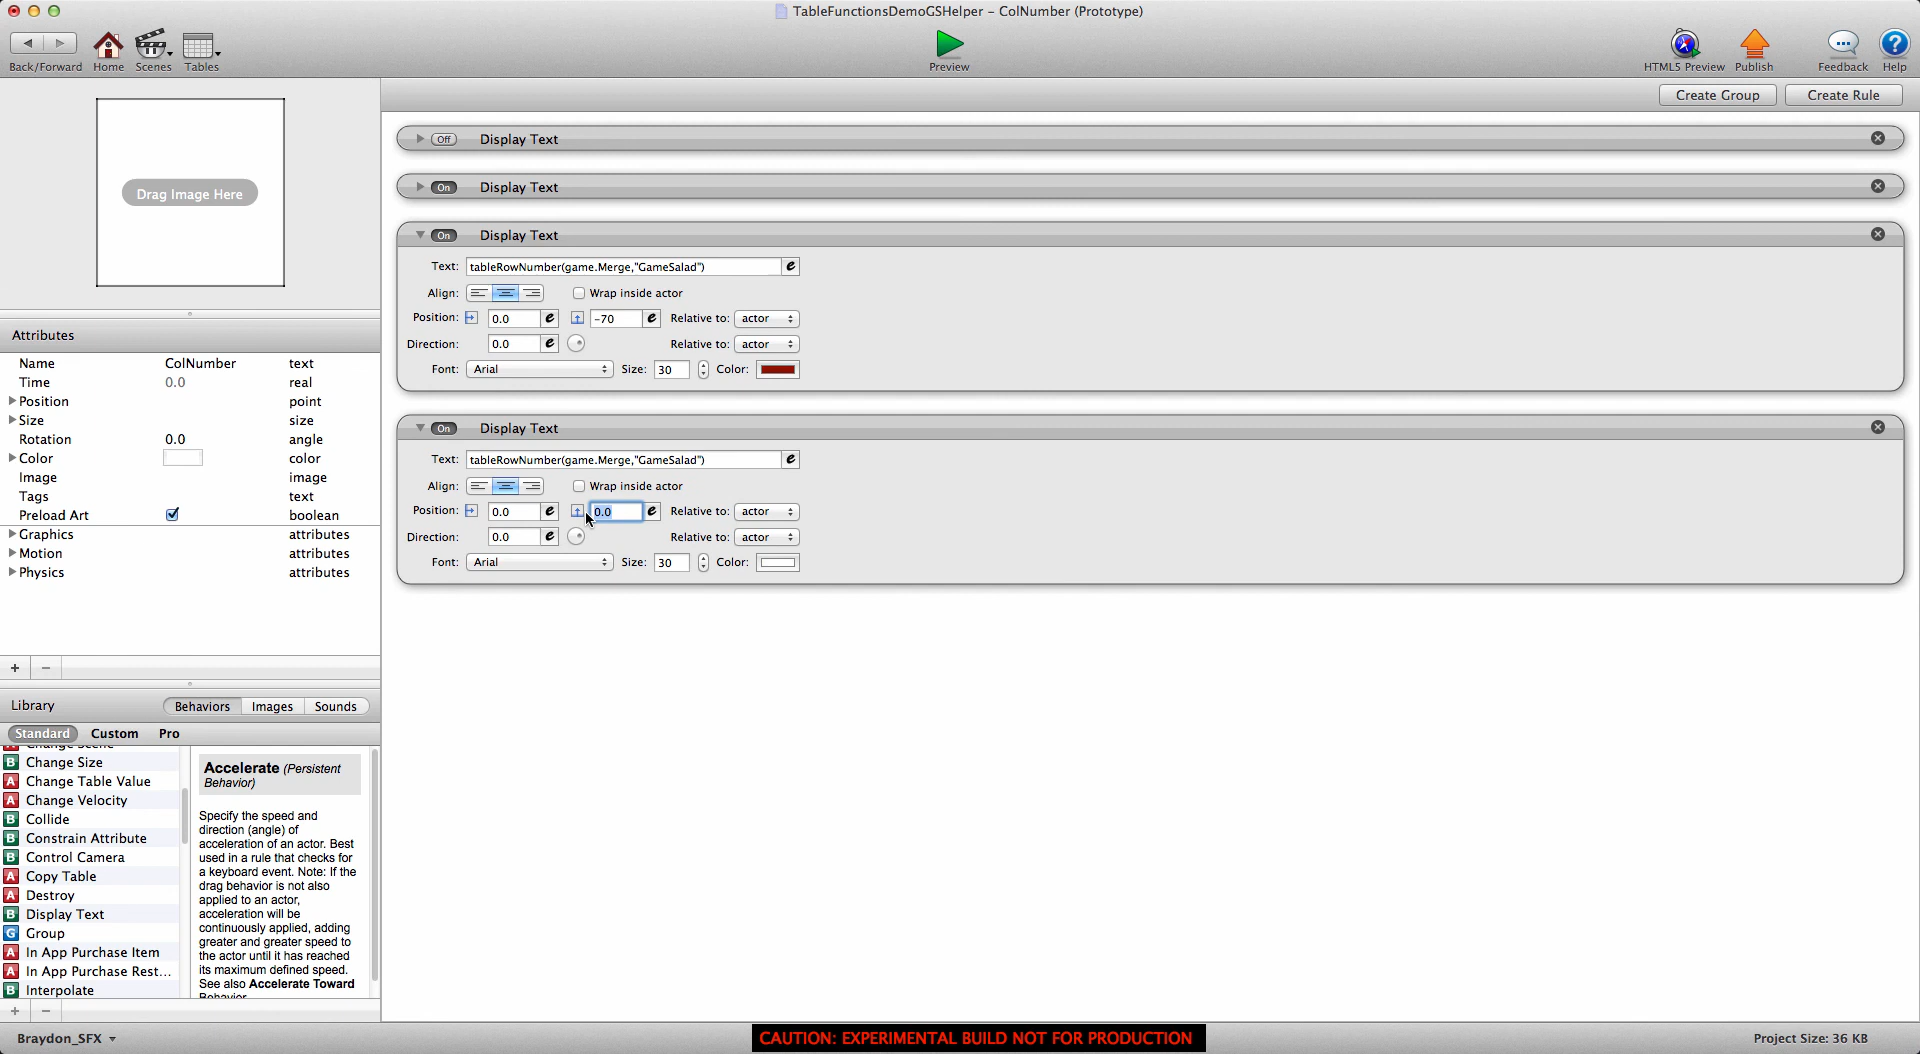 TableFunctionsDemoGSHelper – ColNumber (Prototype)
Back/Forward Home Scenes Tables Preview HTML5 Preview Publish Feedback Help
Create Group Create Rule
Drag Image Here
Off Display Text
On Display Text
On Display Text
Text: tableRowNumber(game.Merge,"GameSalad") e
Align: Wrap inside actor
Position: 0.0 e -70 e Relative to: actor
Direction: 0.0 e Relative to: actor
Font: Arial Size: 30 Color:
On Display Text
Text: tableRowNumber(game.Merge,"GameSalad") e
Align: Wrap inside actor
Position: 0.0 e 0.0 e Relative to: actor
Direction: 0.0 e Relative to: actor
Font: Arial Size: 30 Color:
Attributes
Name ColNumber text
Time 0.0 real
Position point
Size size
Rotation 0.0 angle
Color color
Image image
Tags text
Preload Art boolean
Graphics attributes
Motion attributes
Physics attributes
+ −
Library Behaviors Images Sounds
Standard Custom Pro
A Change Scene
B Change Size
A Change Table Value
A Change Velocity
B Collide
B Constrain Attribute
B Control Camera
A Copy Table
A Destroy
B Display Text
G Group
A In App Purchase Item
A In App Purchase Rest...
B Interpolate
Accelerate (Persistent
Behavior)
Specify the speed and
direction (angle) of
acceleration of an actor. Best
used in a rule that checks for
a keyboard event. Note: If the
drag behavior is not also
applied to an actor,
acceleration will be
continuously applied, adding
greater and greater speed to
the actor until it has reached
its maximum defined speed.
See also Accelerate Toward
Behavior
+ −
Braydon_SFX
CAUTION: EXPERIMENTAL BUILD NOT FOR PRODUCTION
Project Size: 36 KB